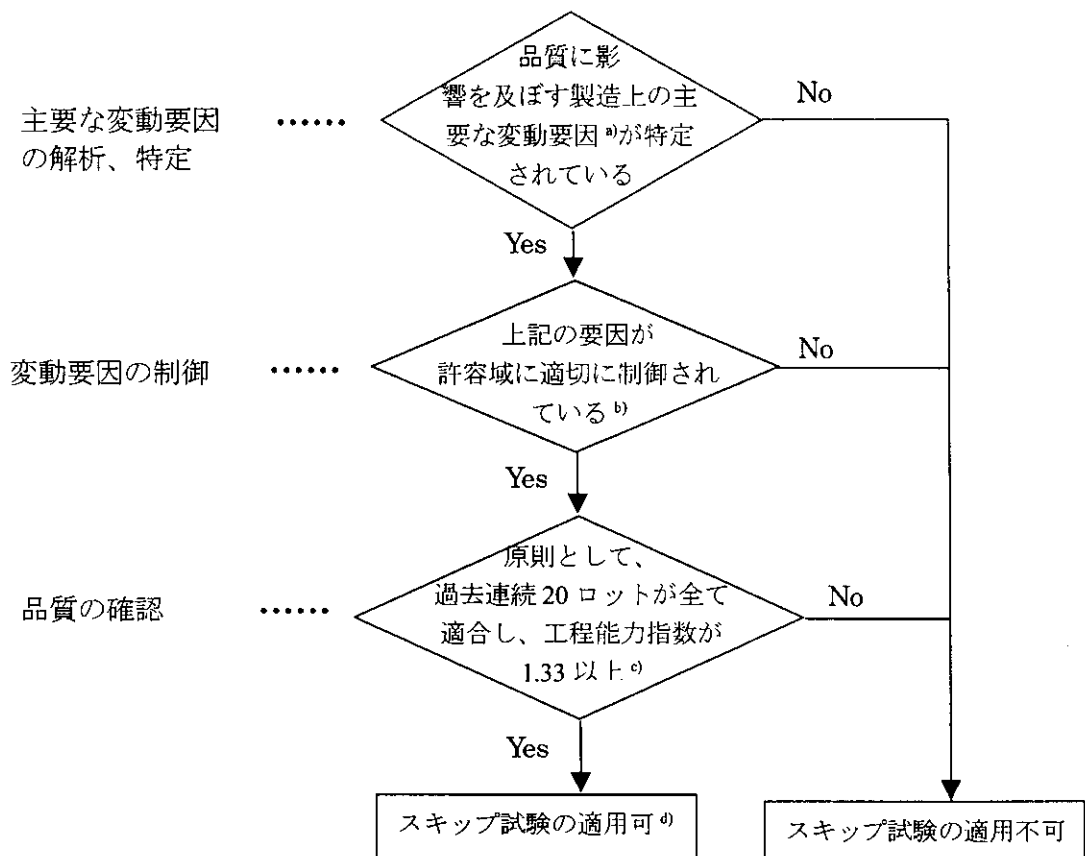 品質に影
響を及ぼす製造上の主
要な変動要因 a)が特定
されている
No
主要な変動要因
の解析、特定
……
Yes
上記の要因が
許容域に適切に制御され
ている b)
No
変動要因の制御
……
Yes
原則として、
過去連続 20 ロットが全て
適合し、工程能力指数が
1.33 以上 c)
No
品質の確認
……
Yes
スキップ試験の適用可 d)
スキップ試験の適用不可